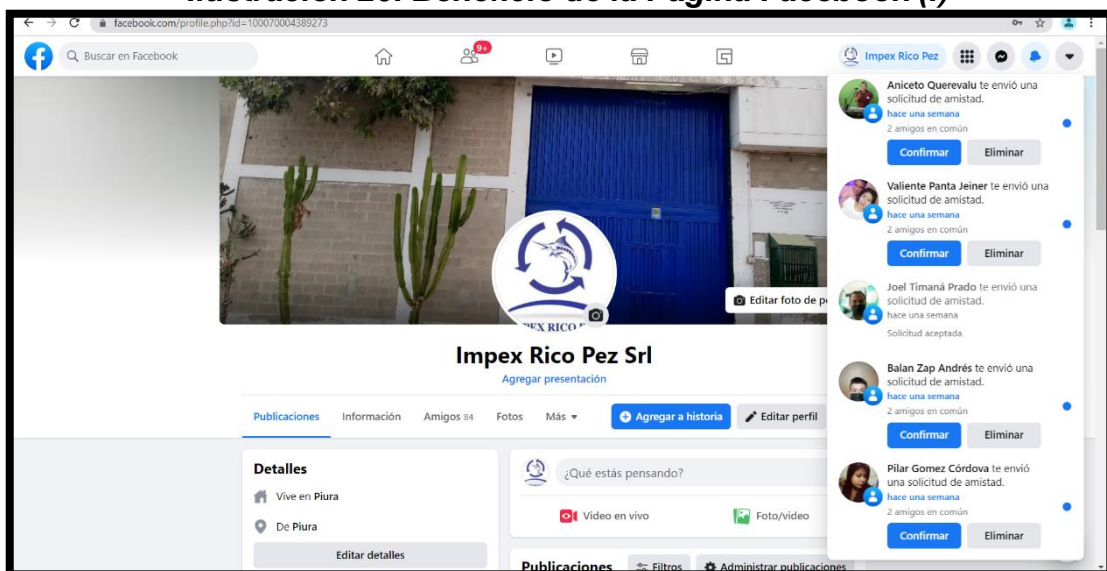 Ilustración 20. Beneficio de la Página Facebook (I)
facebook.com/profile.php?id=100070004389273
Buscar en Facebook
9+
Impex Rico Pez
Aniceto Querevalu te envió una
solicitud de amistad.
hace una semana
2 amigos en común
Confirmar Eliminar
Valiente Panta Jeiner te envió una
solicitud de amistad.
hace una semana
2 amigos en común
Confirmar Eliminar
Joel Timaná Prado te envió una
solicitud de amistad.
hace una semana
Solicitud aceptada
Balan Zap Andrés te envió una
solicitud de amistad.
hace una semana
2 amigos en común
Confirmar Eliminar
Pilar Gomez Córdova te envió
una solicitud de amistad.
hace una semana
2 amigos en común
Confirmar Eliminar
Editar foto de
RICO
Impex Rico Pez Srl
Agregar presentación
Publicaciones Información Amigos 84 Fotos Más
Agregar a historia Editar perfil
Detalles
Vive en Piura
De Piura
Editar detalles
¿Qué estás pensando?
Video en vivo Foto/video
Publicaciones Filtros Administrar publicaciones